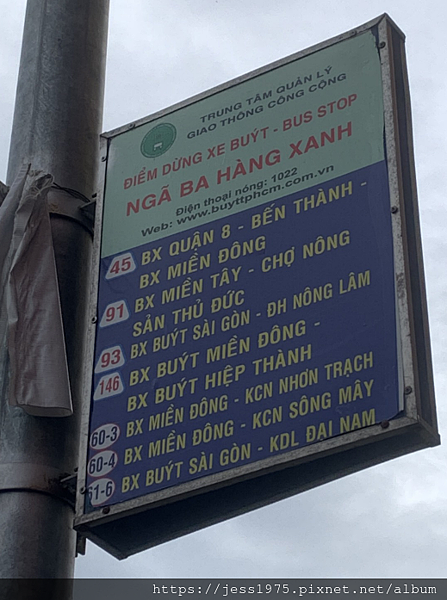 TRUNG TÂM QUẢN LÝ
GIAO THÔNG CÔNG CỘNG
ĐIỂM DỪNG XE BUÝT - BUS STOP
NGÃ BA HÀNG XANH
Điện thoại nóng: 1022
Web: www.buyttphcm.com.vn
45 BX QUẬN 8 - BẾN THÀNH -
BX MIỀN ĐÔNG
91 BX MIỀN TÂY - CHỢ NÔNG
SẢN THỦ ĐỨC
93 BX BUÝT SÀI GÒN - ĐH NÔNG LÂM
146 BX BUÝT MIỀN ĐÔNG -
BX BUÝT HIỆP THÀNH
60-3 BX MIỀN ĐÔNG - KCN NHƠN TRẠCH
60-4 BX MIỀN ĐÔNG - KCN SÔNG MÂY
61-6 BX BUÝT SÀI GÒN - KDL ĐẠI NAM
https://jess1975.pixnet.net/album